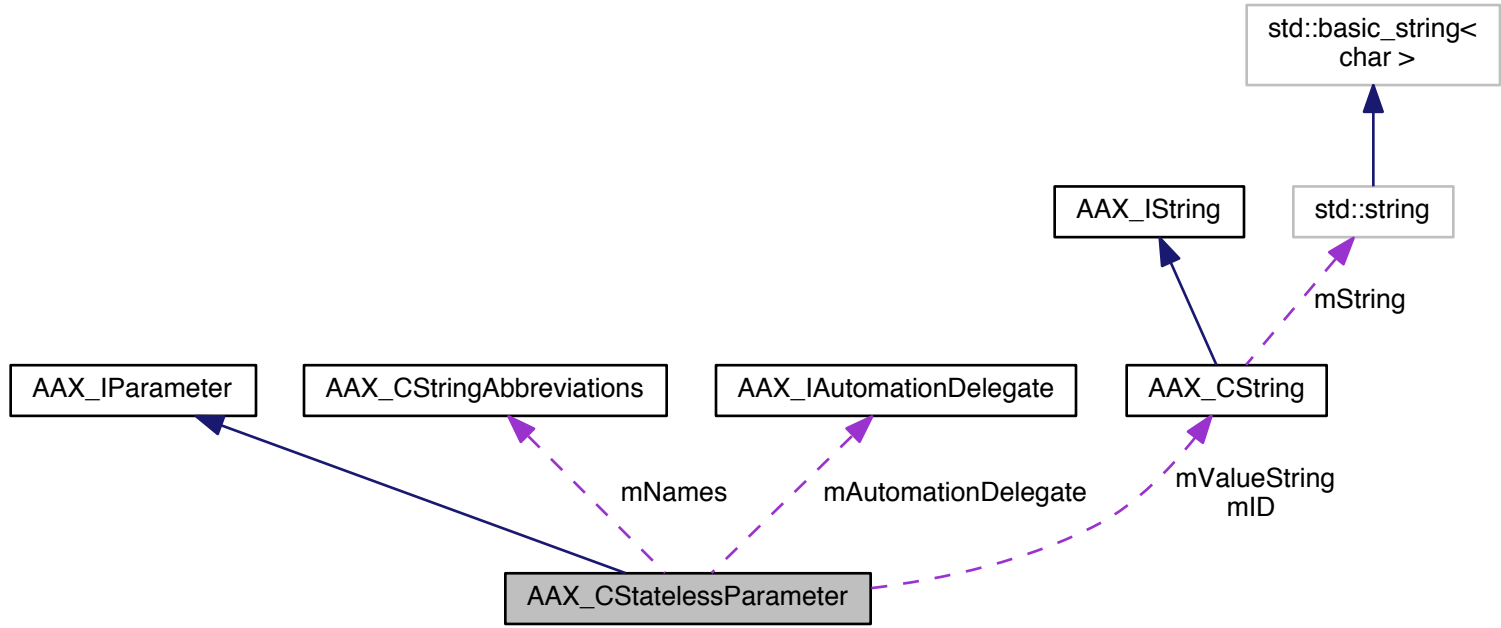 std::basic_string<
char >
AAX_IString
std::string
mString
AAX_IParameter
AAX_CStringAbbreviations
AAX_IAutomationDelegate
AAX_CString
mNames
mAutomationDelegate
mValueString
mID
AAX_CStatelessParameter